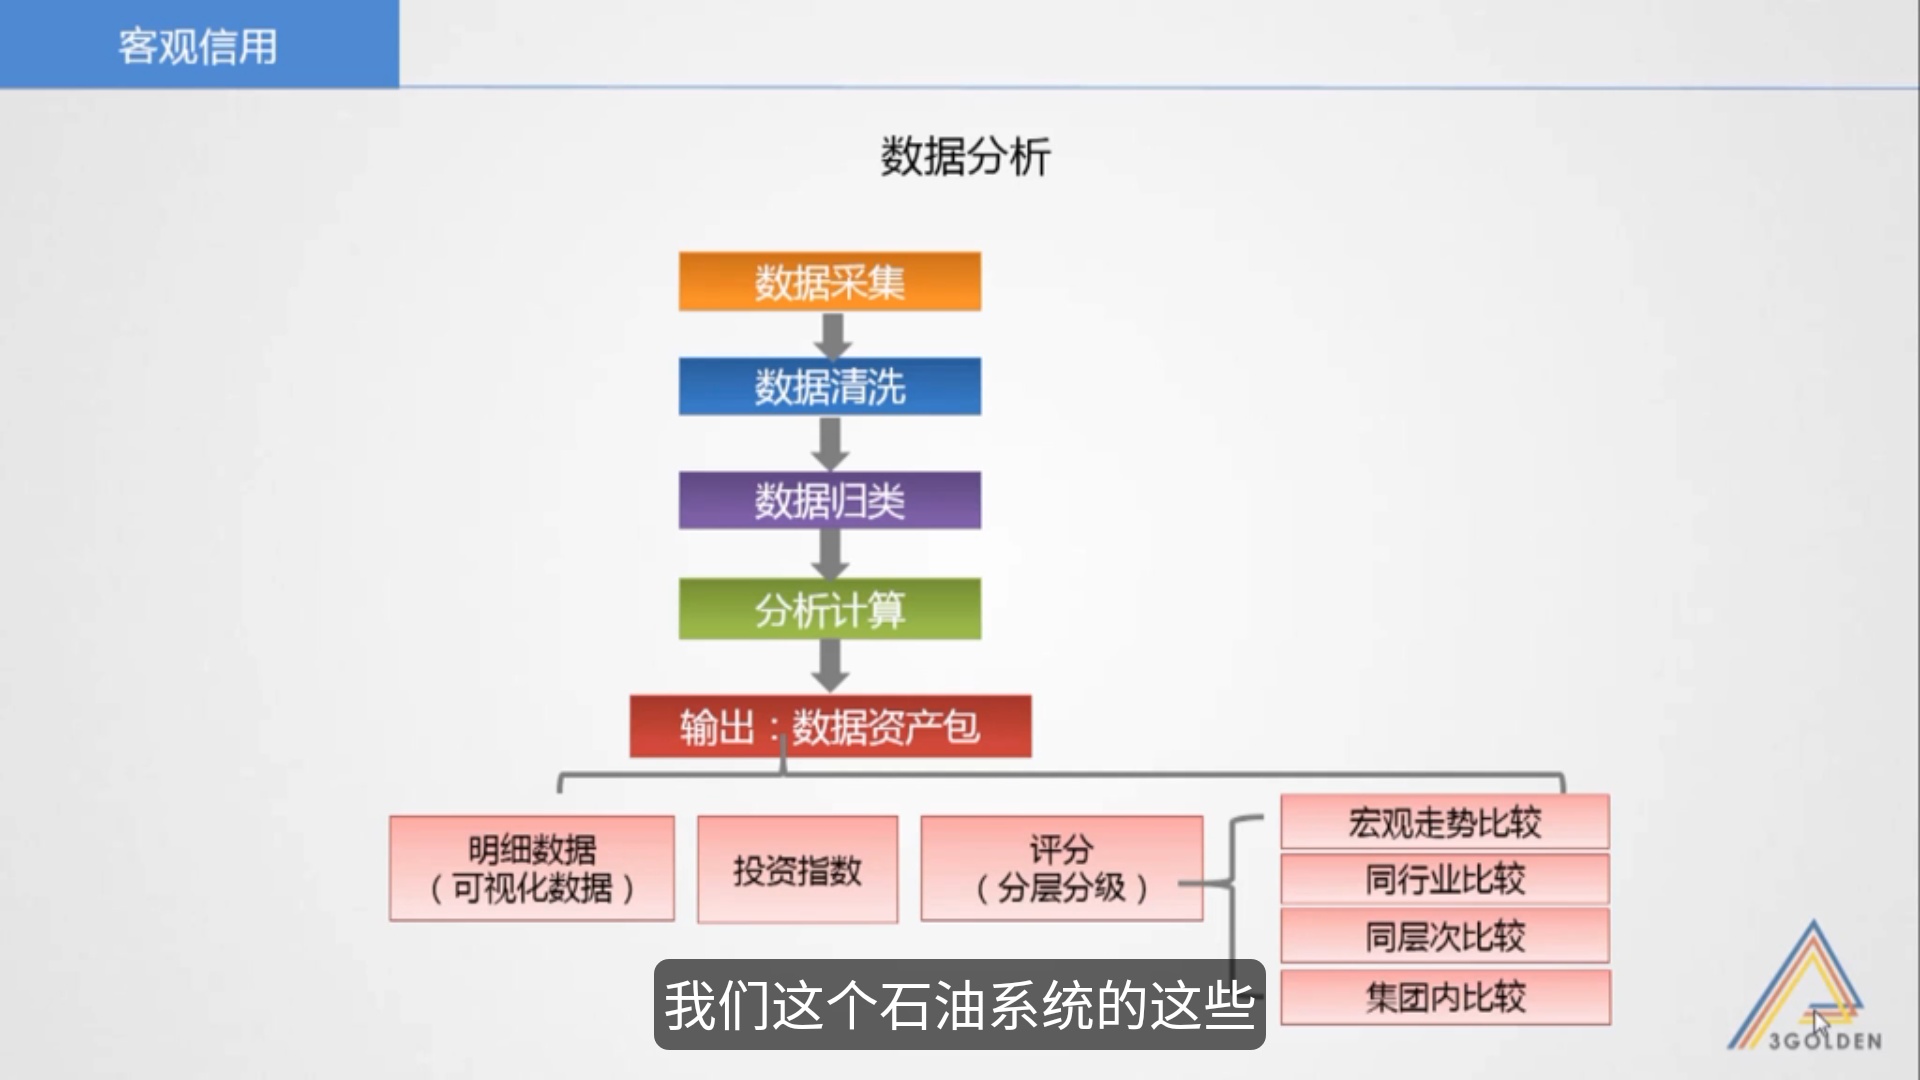 客观信用
数据分析
数据采集
数据清洗
数据归类
分析计算
输出：数据资产包
明细数据
（可视化数据）
投资指数
评分
（分层分级）
宏观走势比较
同行业比较
同层次比较
集团内比较
我们这个石油系统的这些
3GOLDEN